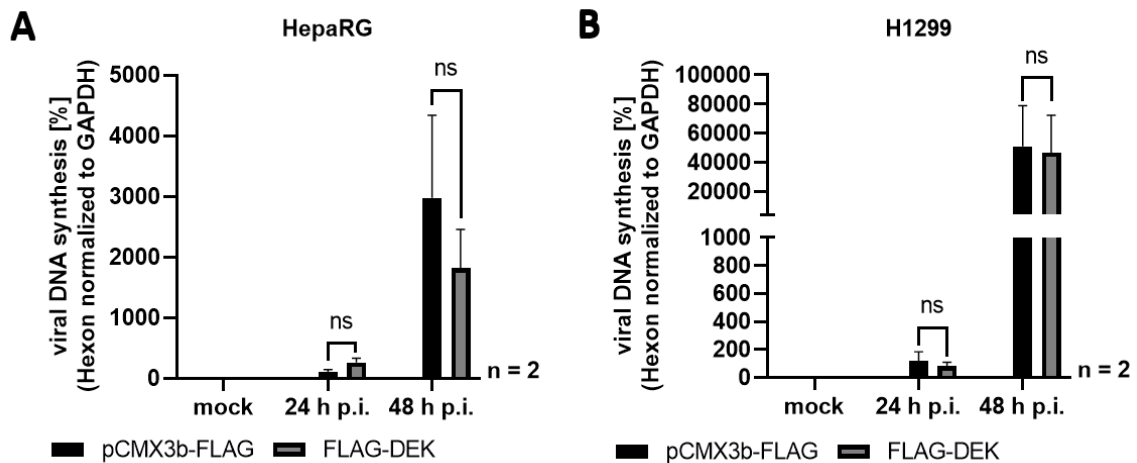 A
HepaRG
viral DNA synthesis [%]
(Hexon normalized to GAPDH)
5000
4000
3000
2000
1000
0
ns
ns
mock
24 h p.i.
48 h p.i.
n = 2
pCMX3b-FLAG
FLAG-DEK
B
H1299
viral DNA synthesis [%]
(Hexon normalized to GAPDH)
100000
80000
60000
40000
20000
1000
800
600
400
200
0
ns
ns
mock
24 h p.i.
48 h p.i.
n = 2
pCMX3b-FLAG
FLAG-DEK